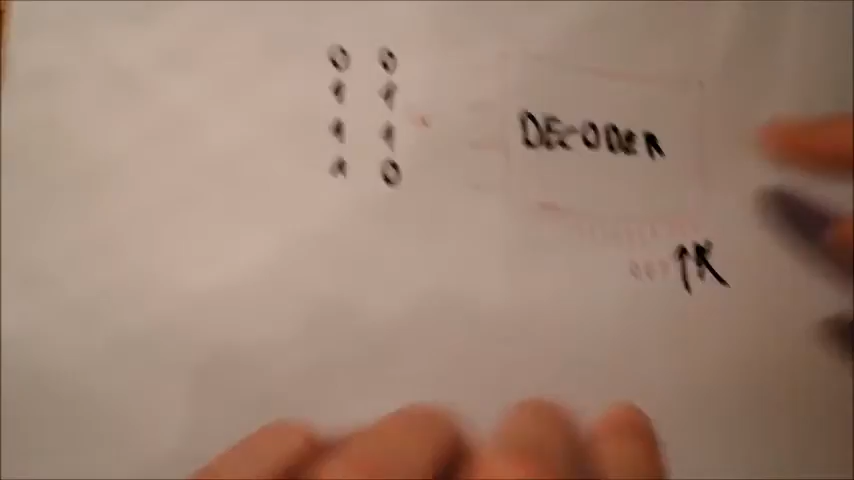 0 0
1 1
1 1
1 0
DECODER
↑K